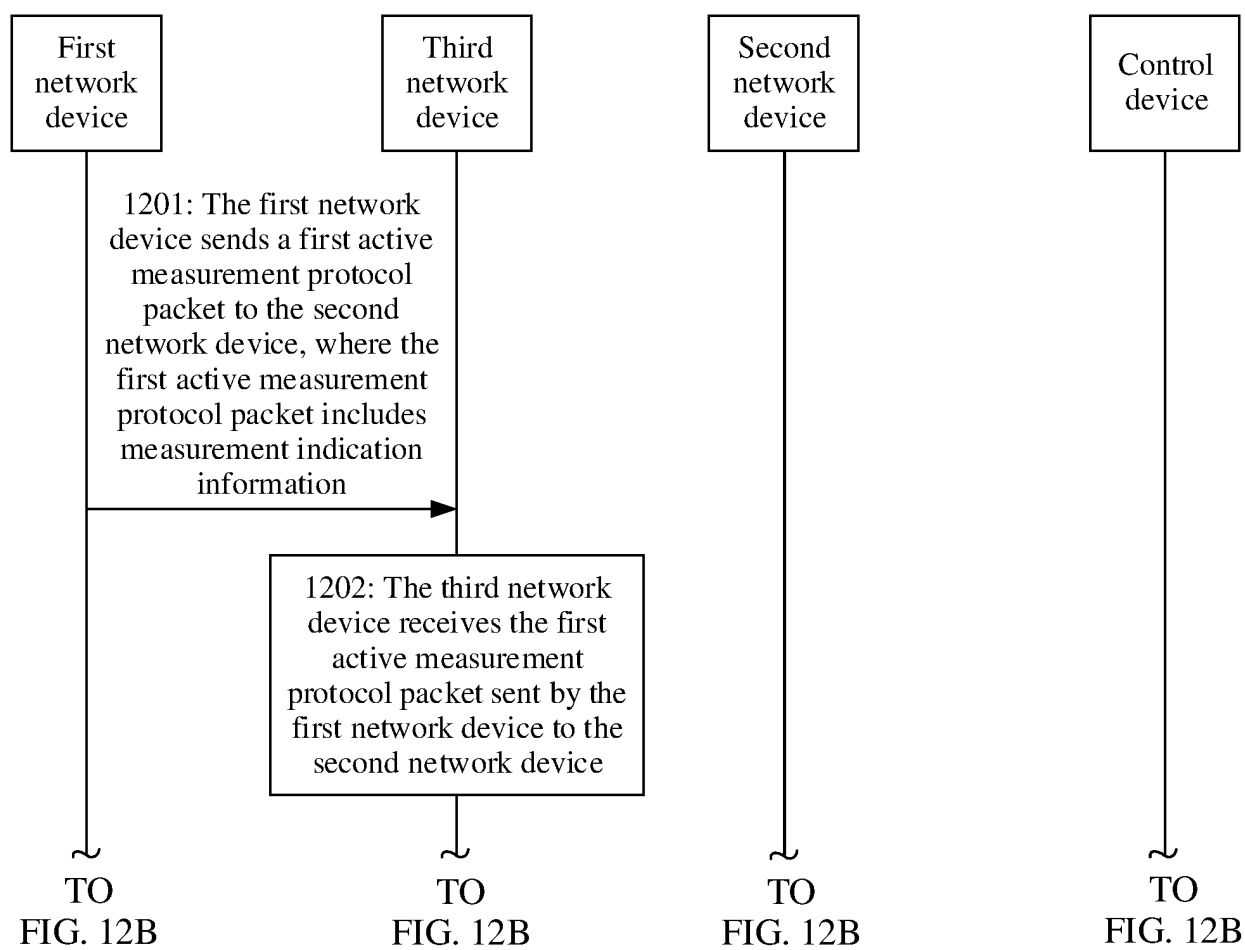 First
network
device
Third
network
device
Second
network
device
Control
device
1201: The first network
device sends a first active
measurement protocol
packet to the second
network device, where the
first active measurement
protocol packet includes
measurement indication
information
1202: The third network
device receives the first
active measurement
protocol packet sent by the
first network device to the
second network device
TO
FIG. 12B
TO
FIG. 12B
TO
FIG. 12B
TO
FIG. 12B